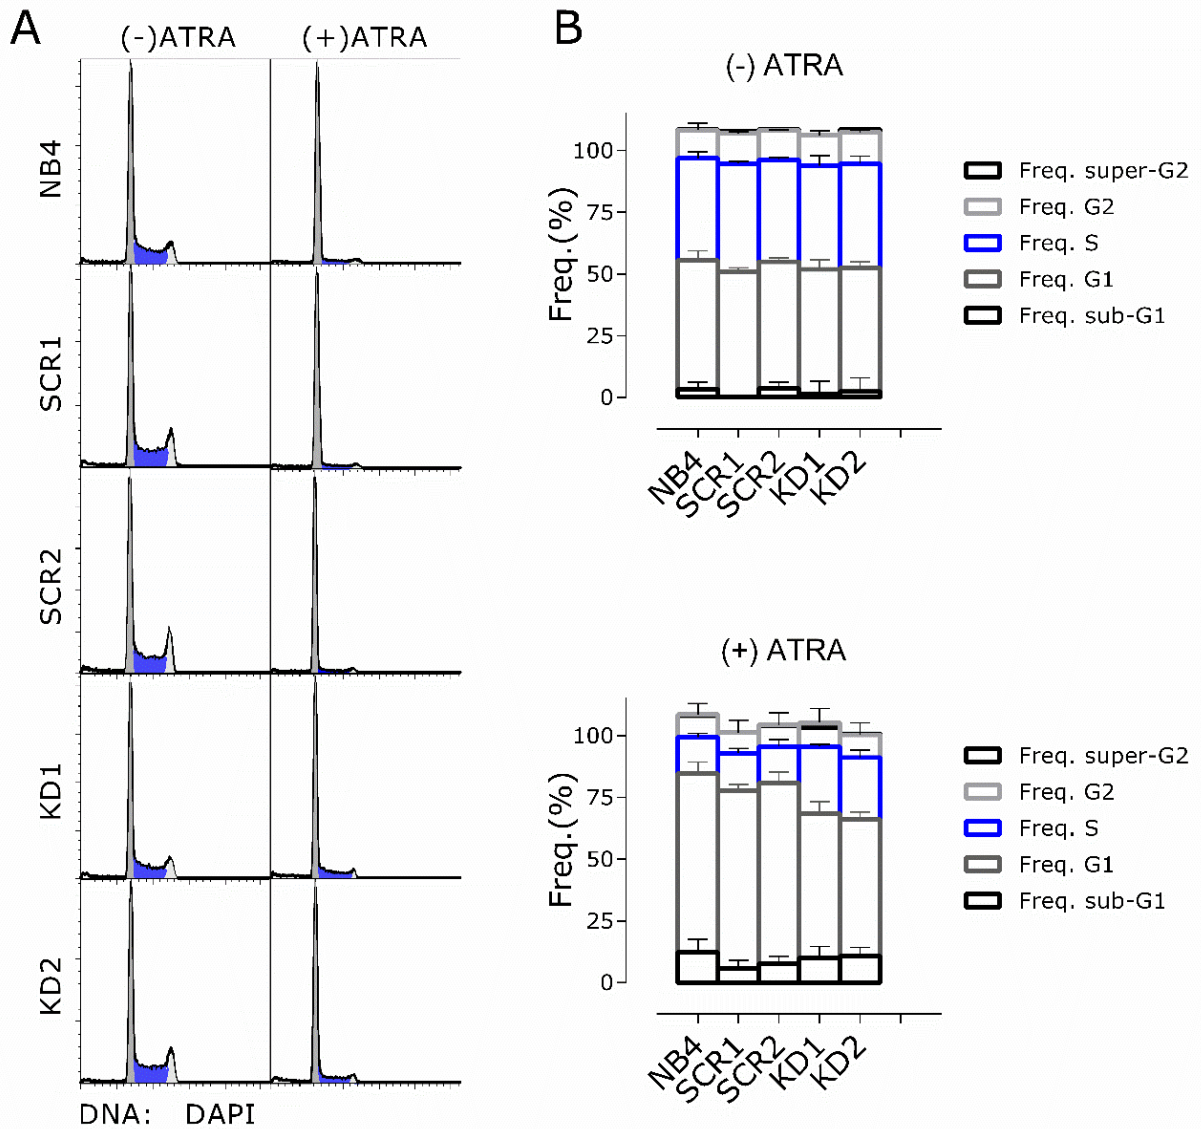 A
(-)ATRA
(+)ATRA
NB4
SCR1
SCR2
KD1
KD2
DNA: DAPI
B
(-) ATRA
Freq.(%)
100
75
50
25
0
NB4
SCR1
SCR2
KD1
KD2
Freq. super-G2
Freq. G2
Freq. S
Freq. G1
Freq. sub-G1
(+) ATRA
Freq.(%)
100
75
50
25
0
NB4
SCR1
SCR2
KD1
KD2
Freq. super-G2
Freq. G2
Freq. S
Freq. G1
Freq. sub-G1